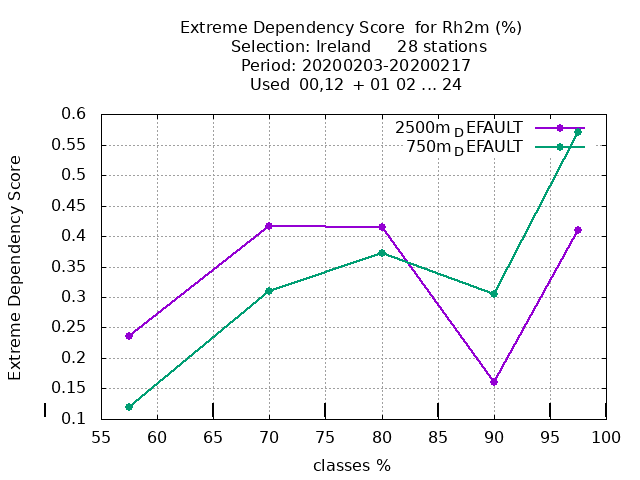 Extreme Dependency Score  for Rh2m (%)
Selection: Ireland     28 stations
Period: 20200203-20200217
Used  00,12  + 01 02 ... 24
2500m_DEFAULT
750m_DEFAULT
Extreme Dependency Score
0.6
0.55
0.5
0.45
0.4
0.35
0.3
0.25
0.2
0.15
0.1
55 60 65 70 75 80 85 90 95 100
classes %